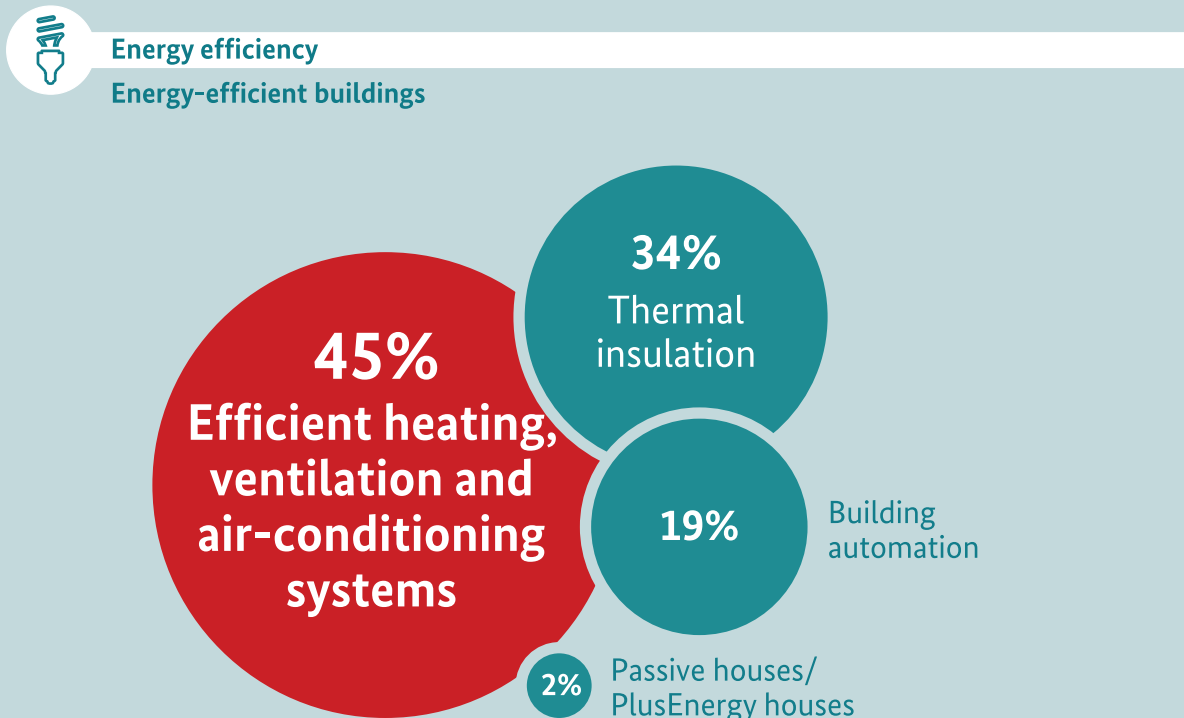 Energy efficiency
Energy-efficient buildings
34%
Thermal
insulation
45%
Efficient heating,
ventilation and
air-conditioning
systems
19%
Building
automation
2%
Passive houses/
PlusEnergy houses